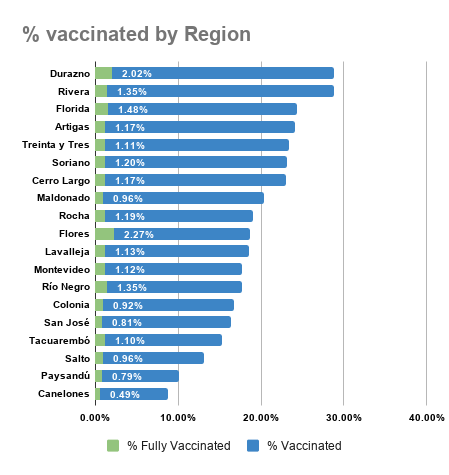 % vaccinated by Region
Durazno 2.02%
Rivera 1.35%
Florida 1.48%
Artigas 1.17%
Treinta y Tres 1.11%
Soriano 1.20%
Cerro Largo 1.17%
Maldonado 0.96%
Rocha 1.19%
Flores 2.27%
Lavalleja 1.13%
Montevideo 1.12%
Río Negro 1.35%
Colonia 0.92%
San José 0.81%
Tacuarembó 1.10%
Salto 0.96%
Paysandú 0.79%
Canelones 0.49%
0.00% 10.00% 20.00% 30.00% 40.00%
% Fully Vaccinated % Vaccinated